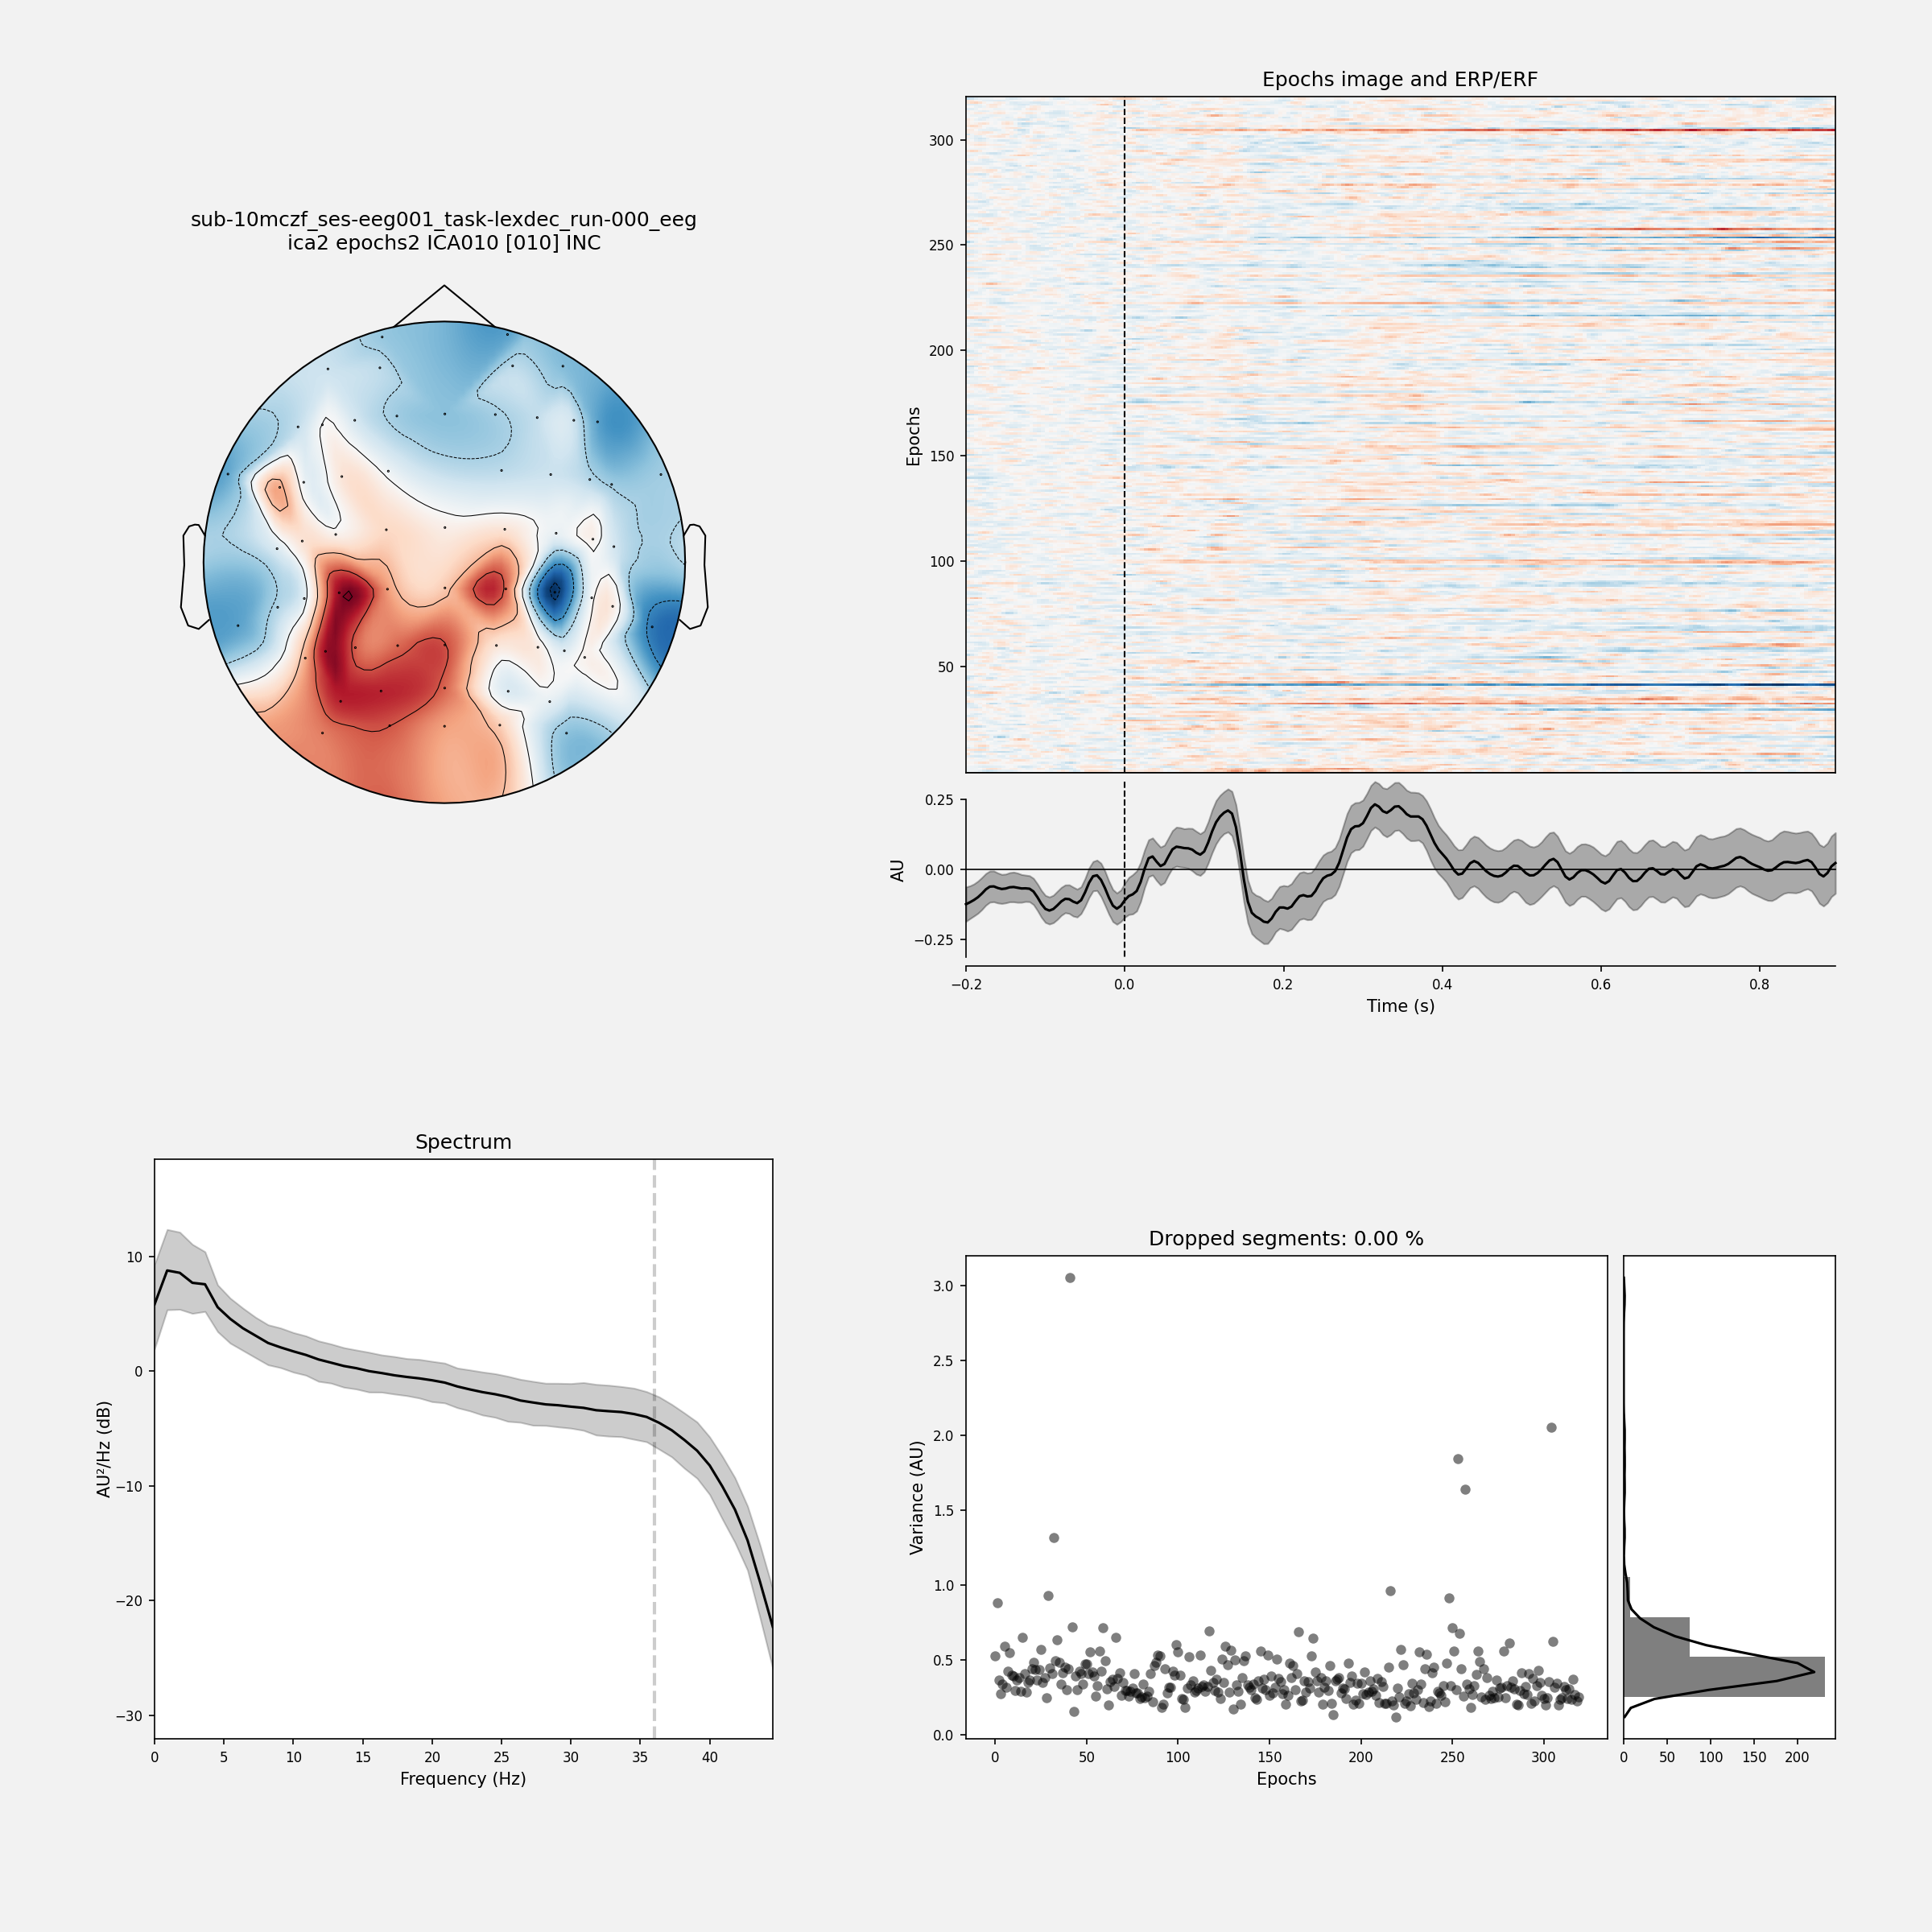 sub-10mczf_ses-eeg001_task-lexdec_run-000_eeg
ica2 epochs2 ICA010 [010] INC
Epochs image and ERP/ERF
300
250
200
150
100
50
Epochs
0.25
0.00
−0.25
AU
−0.2 0.0 0.2 0.4 0.6 0.8
Time (s)
Spectrum
10
0
−10
−20
−30
AU²/Hz (dB)
0 5 10 15 20 25 30 35 40
Frequency (Hz)
Dropped segments: 0.00 %
3.0
2.5
2.0
1.5
1.0
0.5
0.0
Variance (AU)
0 50 100 150 200 250 300
Epochs
0 50 100 150 200